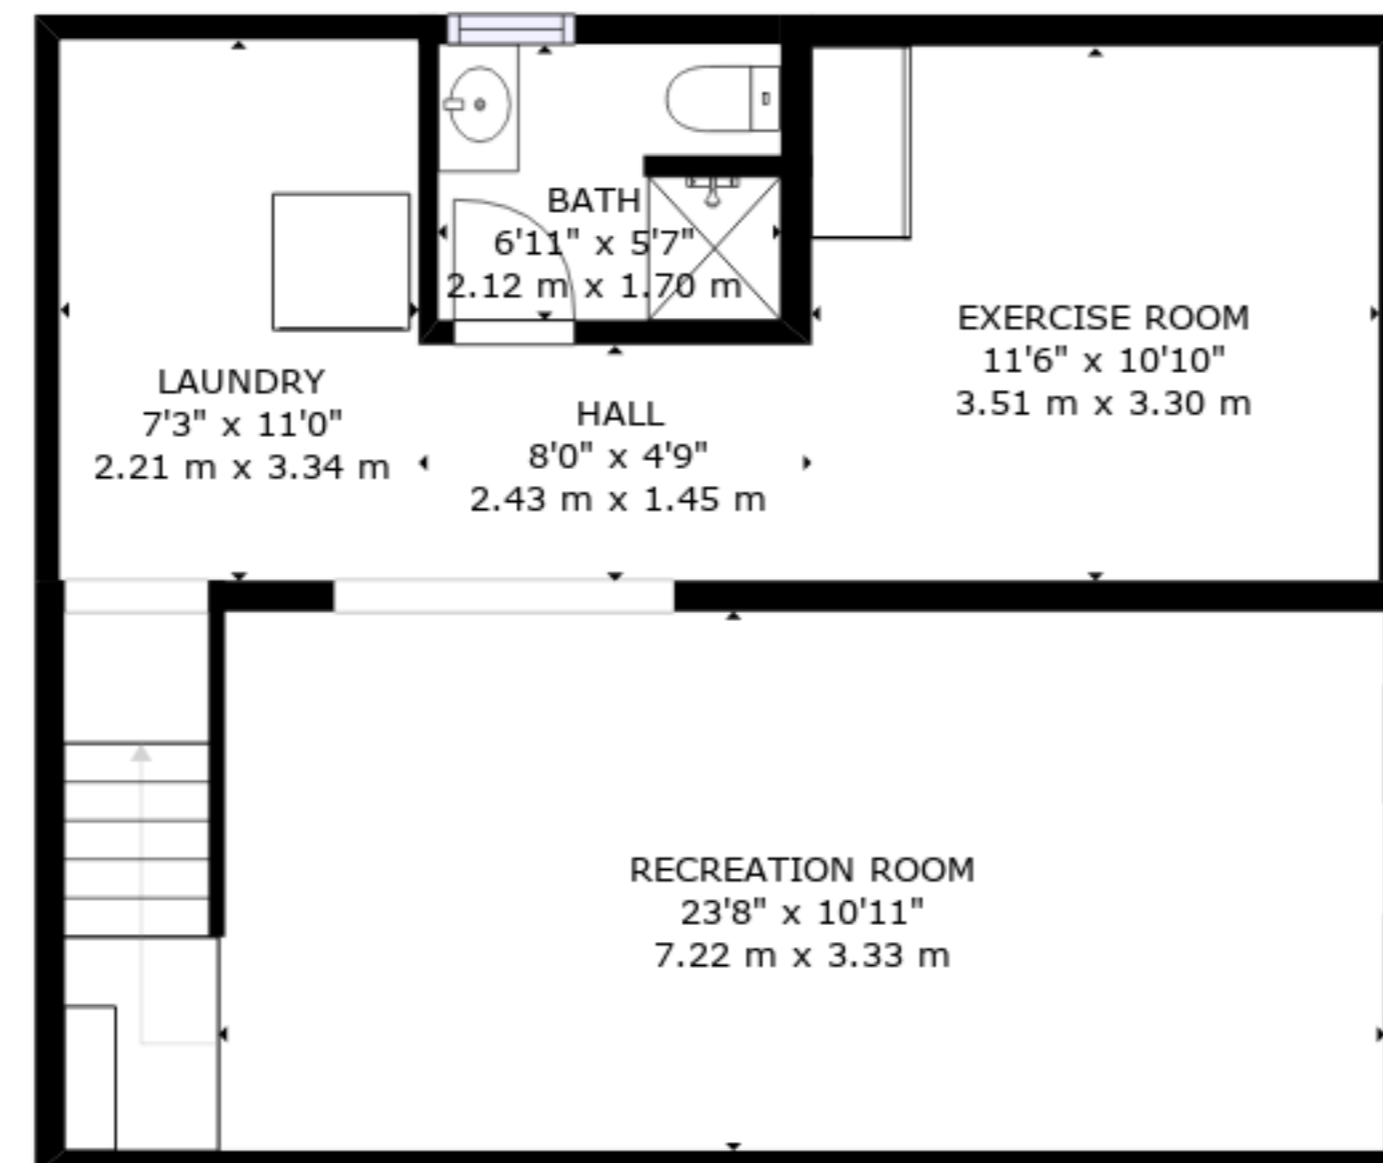 BATH
6'11" x 5'7"
2.12 m x 1.70 m
EXERCISE ROOM
11'6" x 10'10"
3.51 m x 3.30 m
LAUNDRY
7'3" x 11'0"
2.21 m x 3.34 m
HALL
8'0" x 4'9"
2.43 m x 1.45 m
RECREATION ROOM
23'8" x 10'11"
7.22 m x 3.33 m